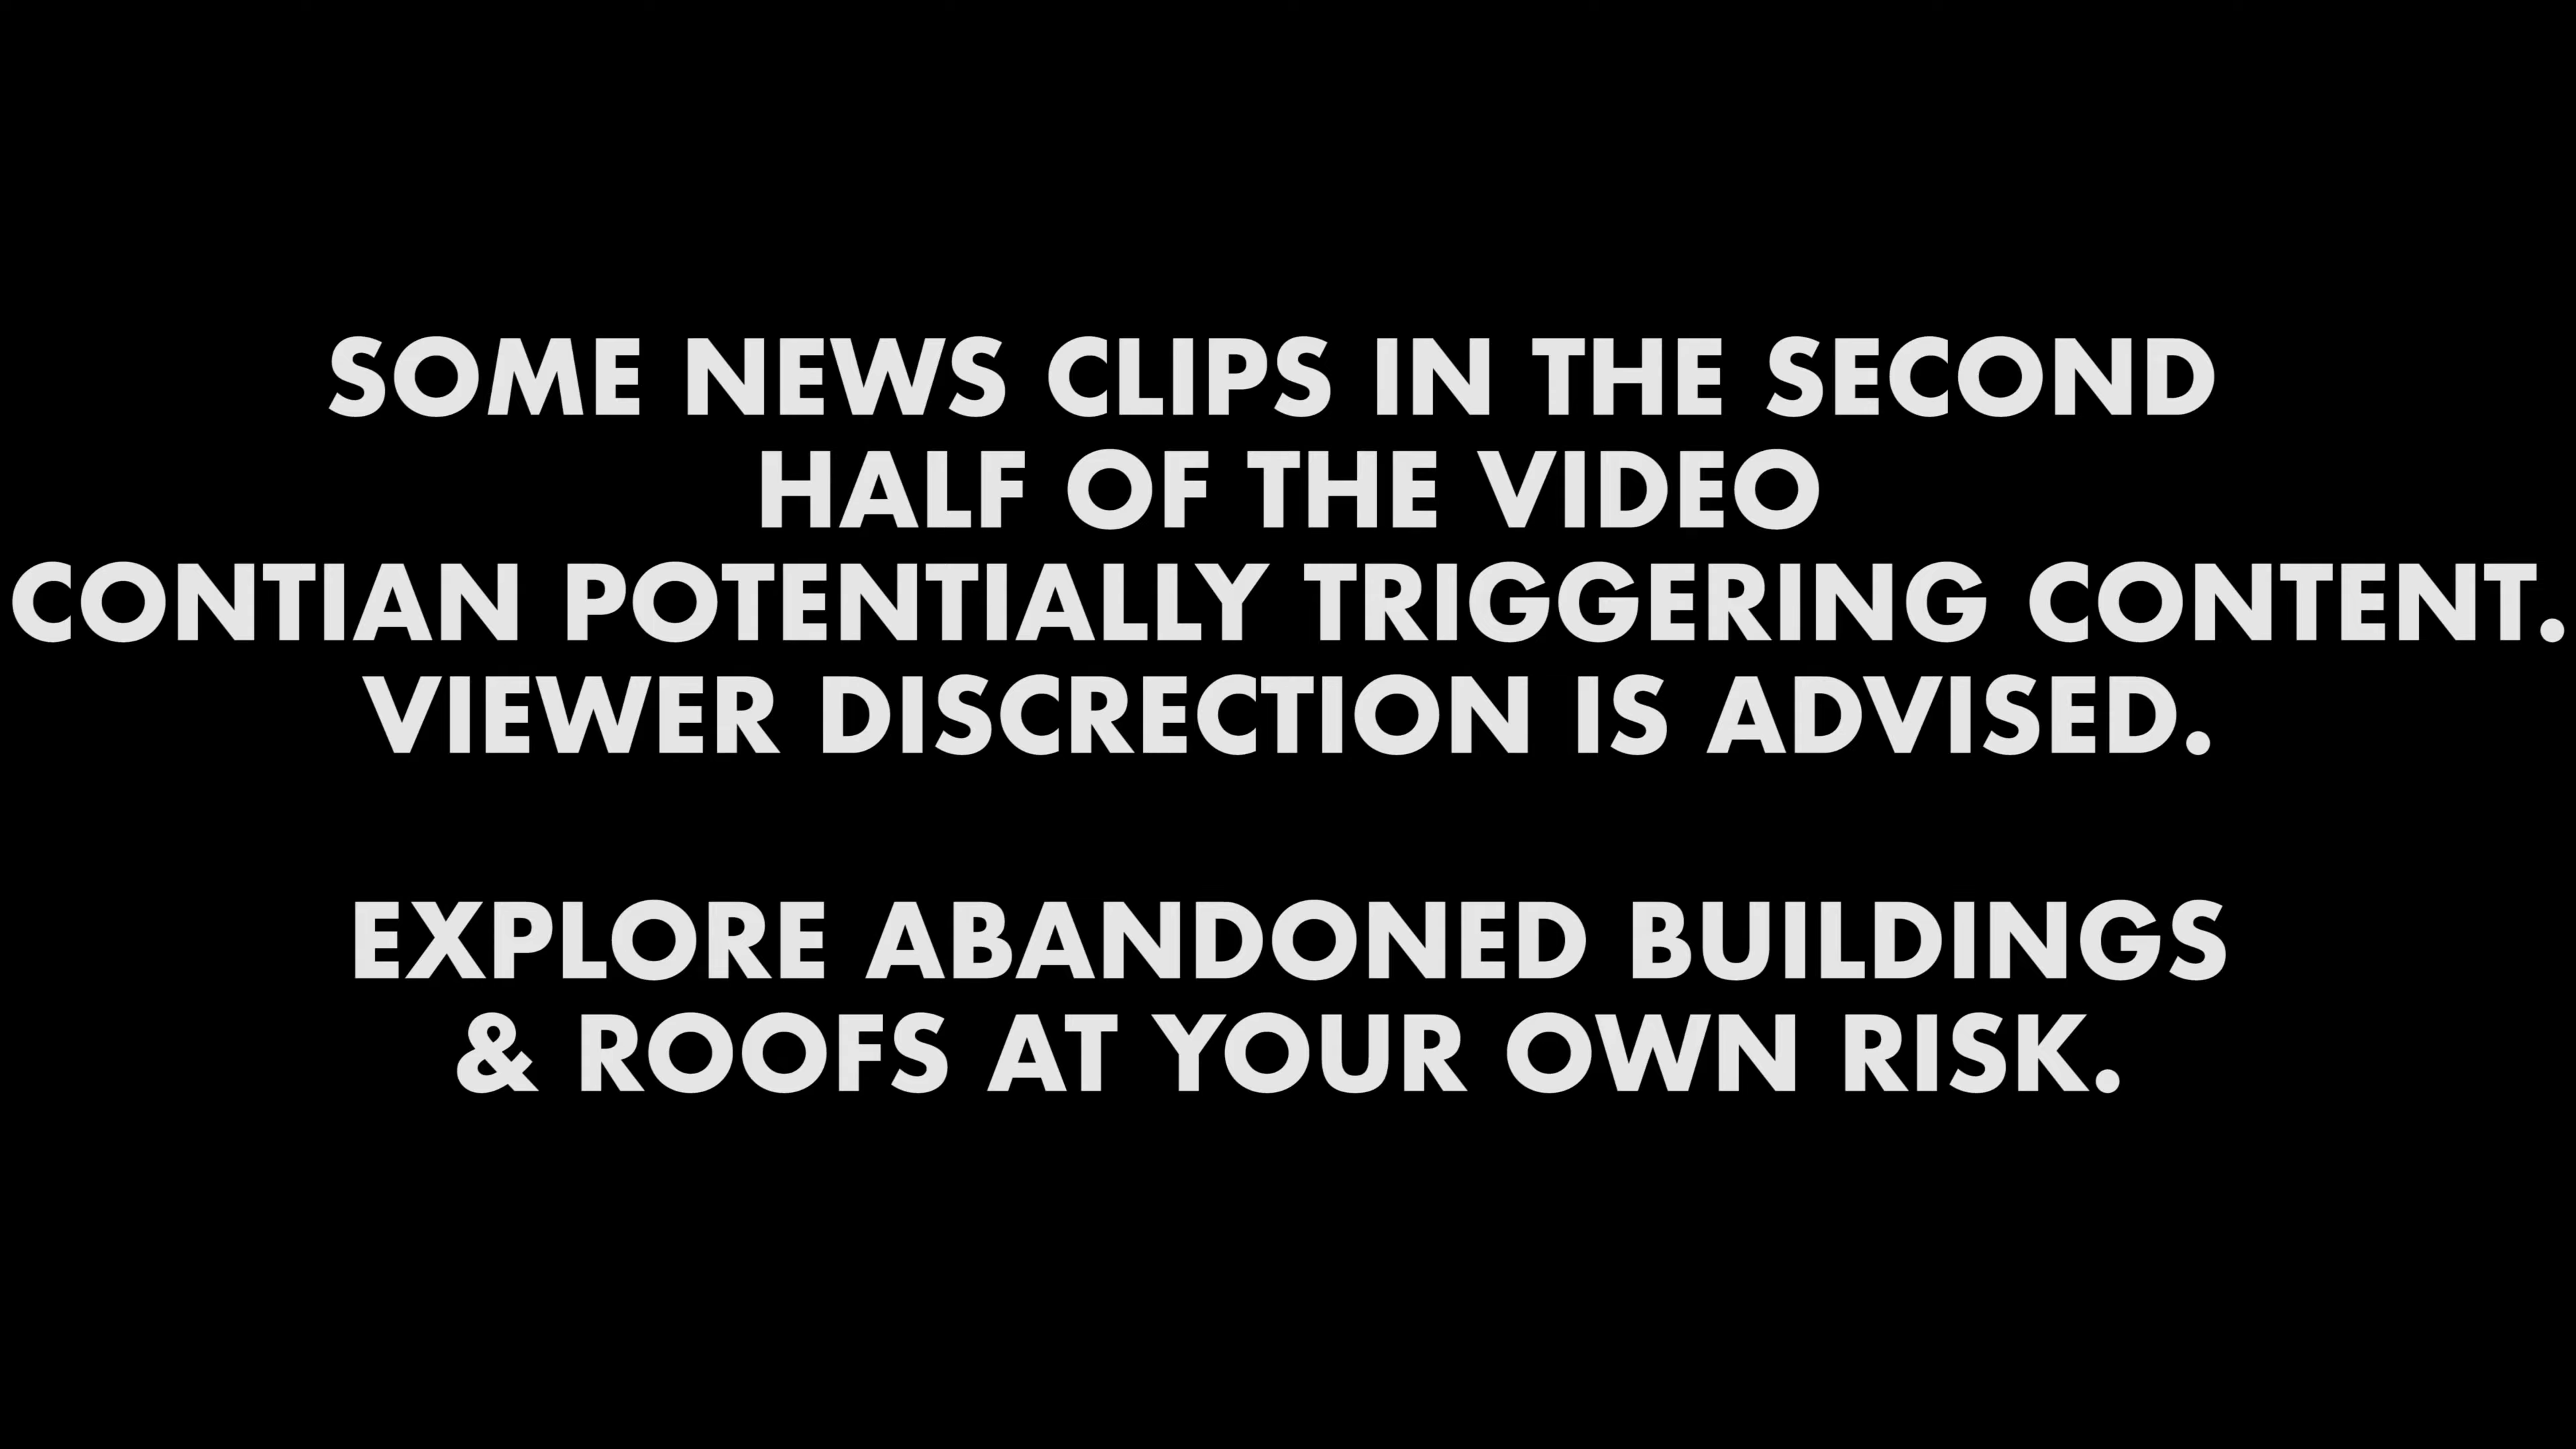 SOME NEWS CLIPS IN THE SECOND
HALF OF THE VIDEO
CONTIAN POTENTIALLY TRIGGERING CONTENT.
VIEWER DISCRECTION IS ADVISED.
EXPLORE ABANDONED BUILDINGS
& ROOFS AT YOUR OWN RISK.